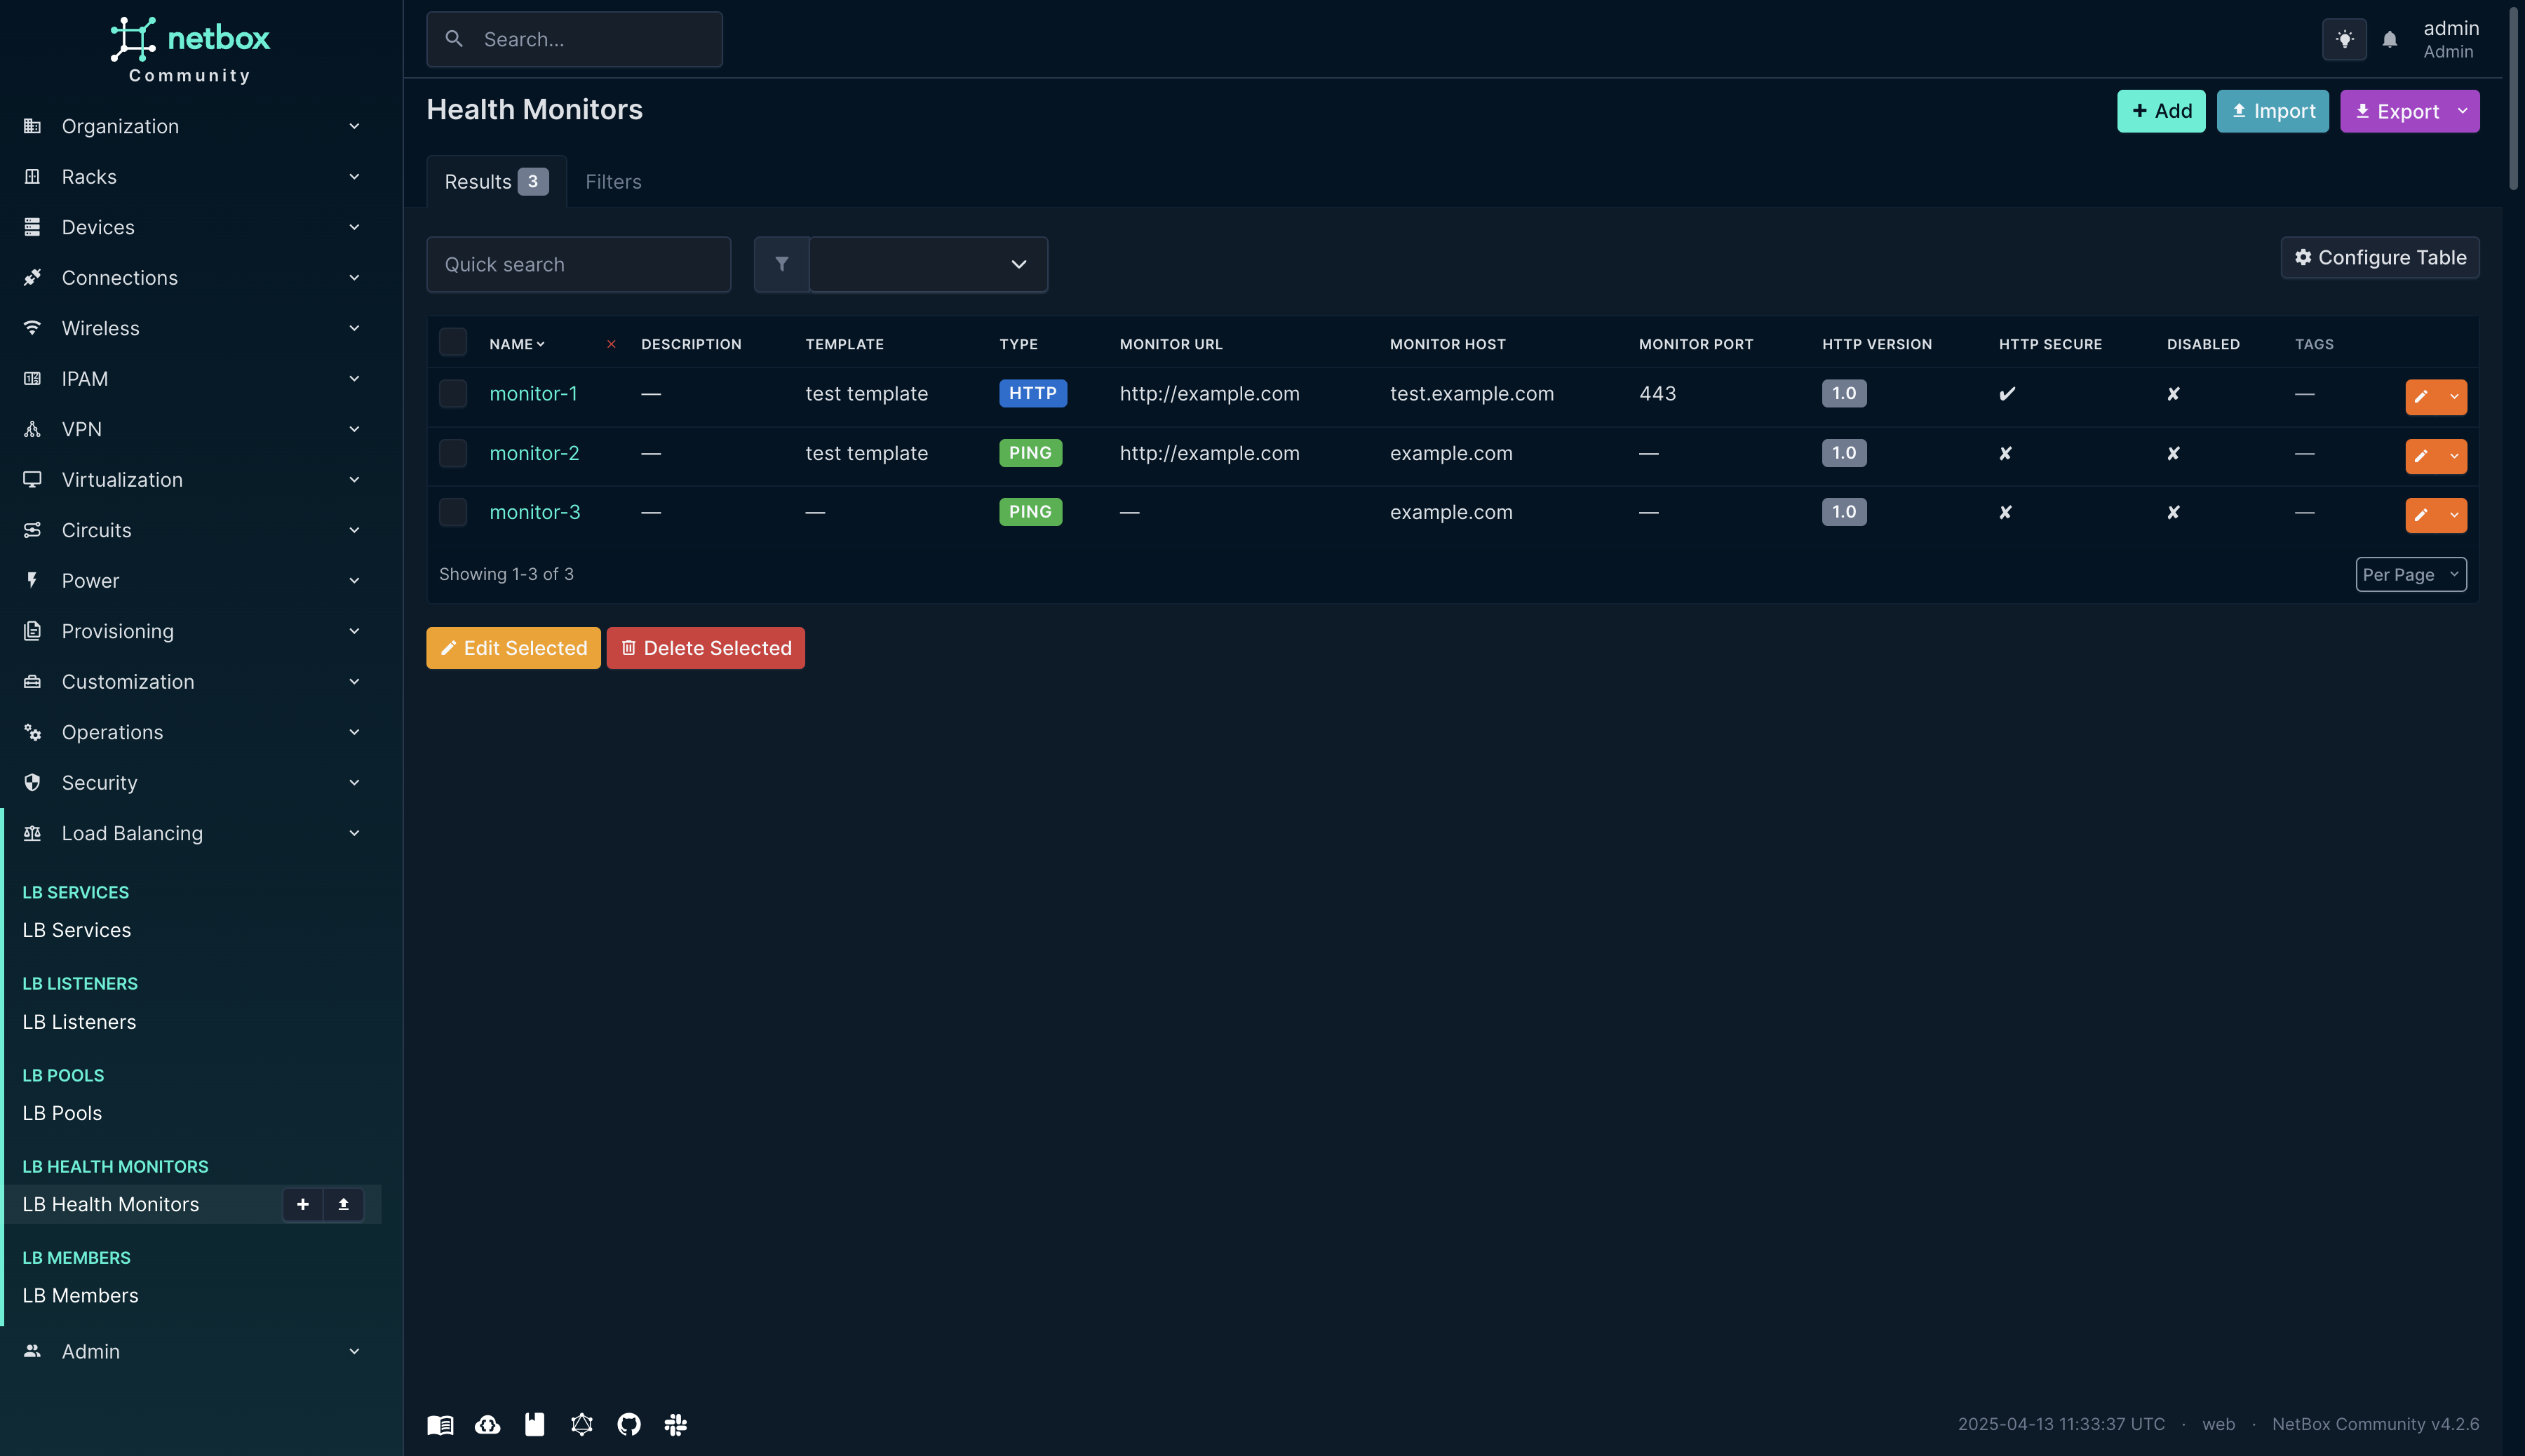 netbox
Community
Organization
Racks
Devices
Connections
Wireless
IPAM
VPN
Virtualization
Circuits
Power
Provisioning
Customization
Operations
Security
Load Balancing
LB SERVICES
LB Services
LB LISTENERS
LB Listeners
LB POOLS
LB Pools
LB HEALTH MONITORS
LB Health Monitors
LB MEMBERS
LB Members
Admin
Search...
admin
Admin
Health Monitors
Add Import Export
Results 3 Filters
Quick search
Configure Table
NAME DESCRIPTION TEMPLATE TYPE MONITOR URL MONITOR HOST MONITOR PORT HTTP VERSION HTTP SECURE DISABLED TAGS
monitor-1 — test template HTTP http://example.com test.example.com 443 1.0 ✔ ✘ —
monitor-2 — test template PING http://example.com example.com — 1.0 ✘ ✘ —
monitor-3 — — PING — example.com — 1.0 ✘ ✘ —
Showing 1-3 of 3
Per Page
Edit Selected Delete Selected
2025-04-13 11:33:37 UTC · web · NetBox Community v4.2.6